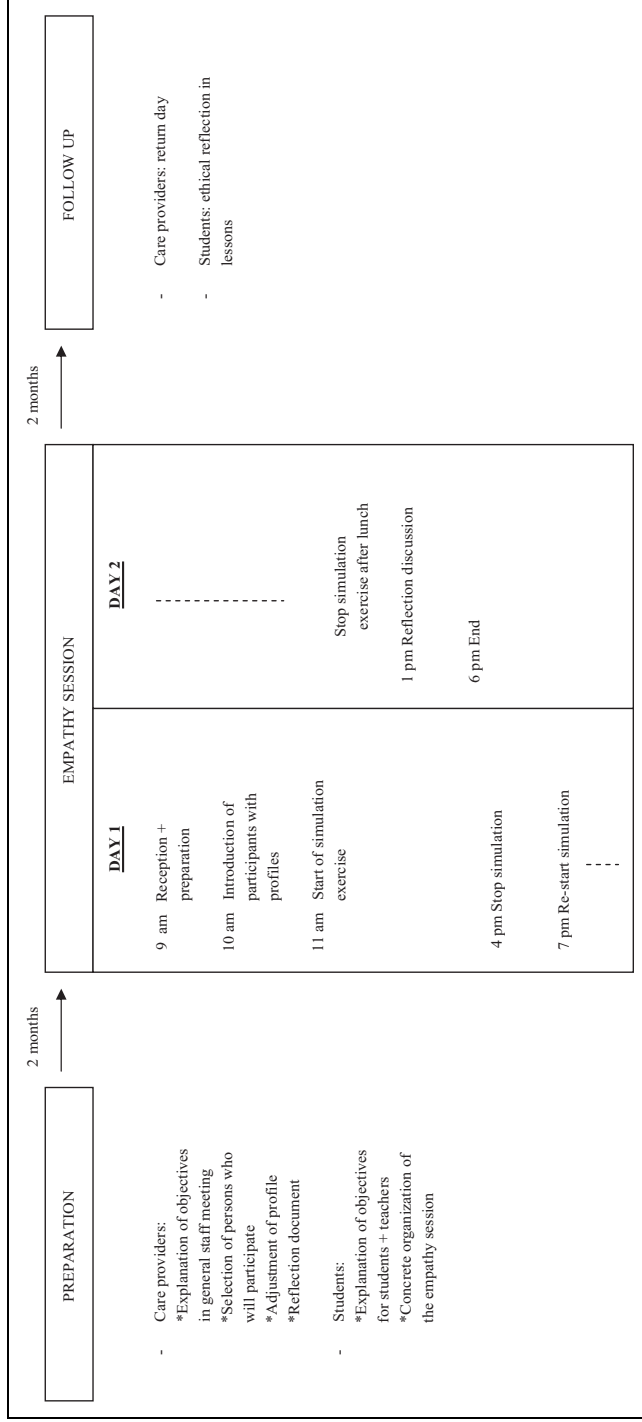 PREPARATION
- Care providers:
*Explanation of objectives
in general staff meeting
*Selection of persons who
will participate
*Adjustment of profile
*Reflection document
- Students:
*Explanation of objectives
for students + teachers
*Concrete organization of
the empathy session
2 months
EMPATHY SESSION
DAY 1
9 am Reception +
preparation
10 am Introduction of
participants with
profiles
11 am Start of simulation
exercise
4 pm Stop simulation
7 pm Re-start simulation
DAY 2
Stop simulation
exercise after lunch
1 pm Reflection discussion
6 pm End
2 months
FOLLOW UP
- Care providers: return day
- Students: ethical reflection in
lessons